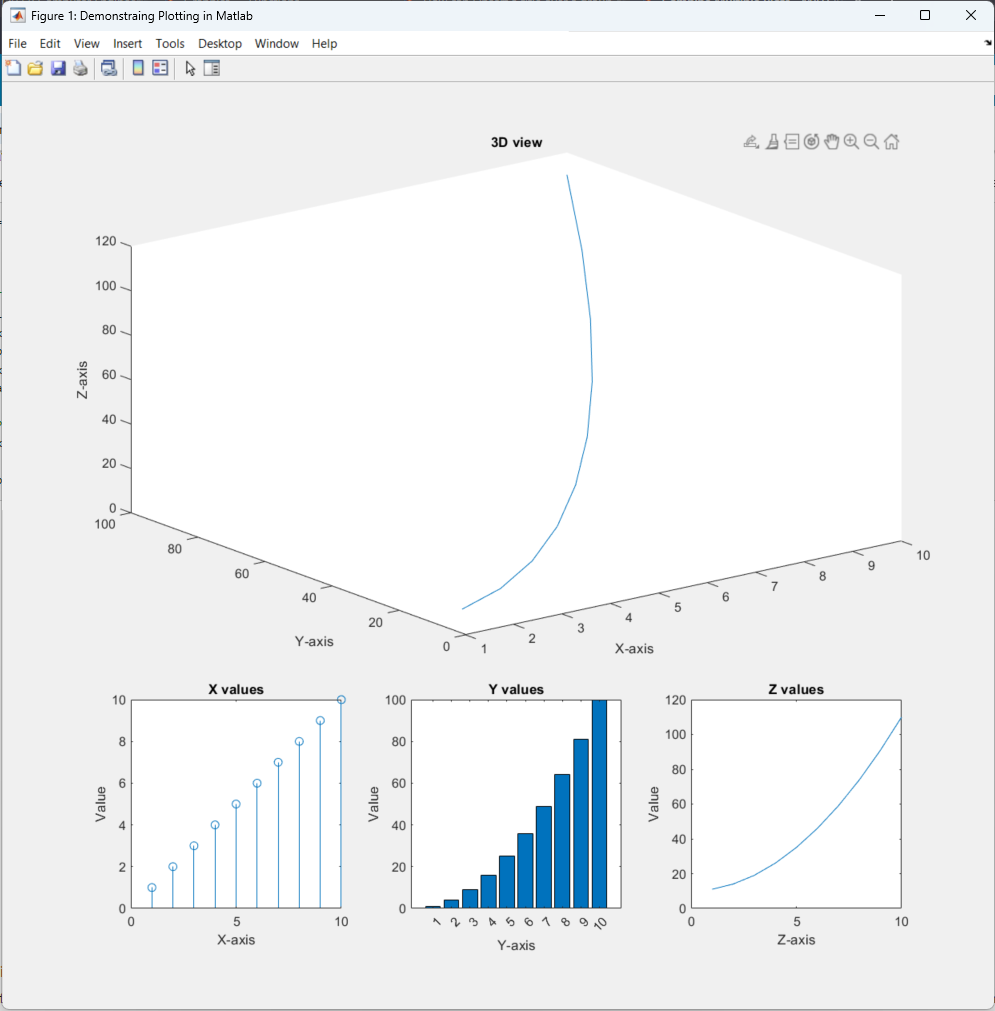 Figure 1: Demonstraing Plotting in Matlab
File Edit View Insert Tools Desktop Window Help
3D view
120
100
80
60
40
20
0
Z-axis
100
80
60
40
20
0
Y-axis
1
2
3
4
5
6
7
8
9
10
X-axis
X values
10
8
6
4
2
0
Value
0 5 10
X-axis
Y values
100
80
60
40
20
0
Value
1 2 3 4 5 6 7 8 9 10
Y-axis
Z values
120
100
80
60
40
20
0
Value
0 5 10
Z-axis